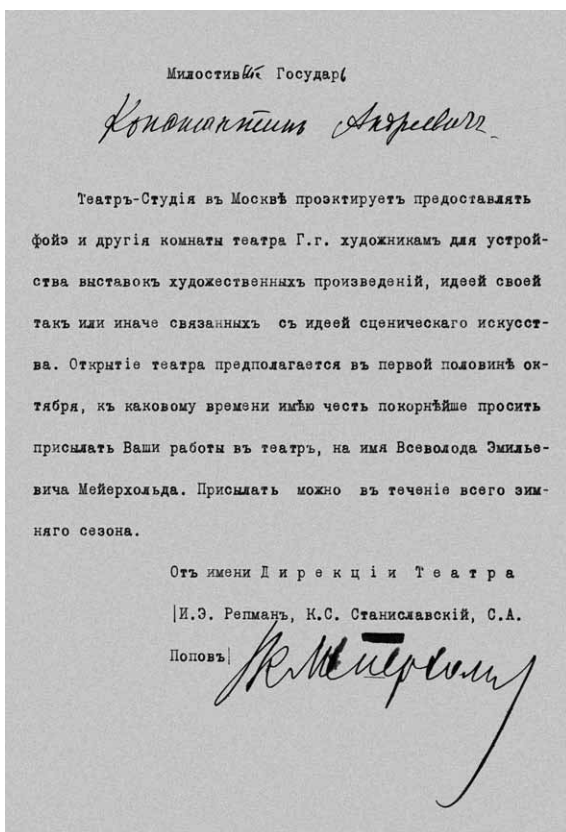 Милостивый Государь
Константинъ Андреевичъ
Театръ-Студія въ Москвѣ проэктируетъ предоставлять
фойэ и другія комнаты театра Г.г. художникамъ для устрой-
ства выставокъ художественныхъ произведеній, идеей своей
такъ или иначе связанныхъ съ идеей сценическаго искусст-
ва. Открытіе театра предполагается въ первой половинѣ ок-
тября, къ каковому времени имѣю честь покорнѣйше просить
присылать Ваши работы въ театръ, на имя Всеволода Эмилье-
вича Мейерхольда. Присылать можно въ теченіе всего зим-
няго сезона.
Отъ имени Дирекціи Театра
|И.Э. Репманъ, К.С. Станиславскій, С.А.
Поповъ|
Мейерхольд